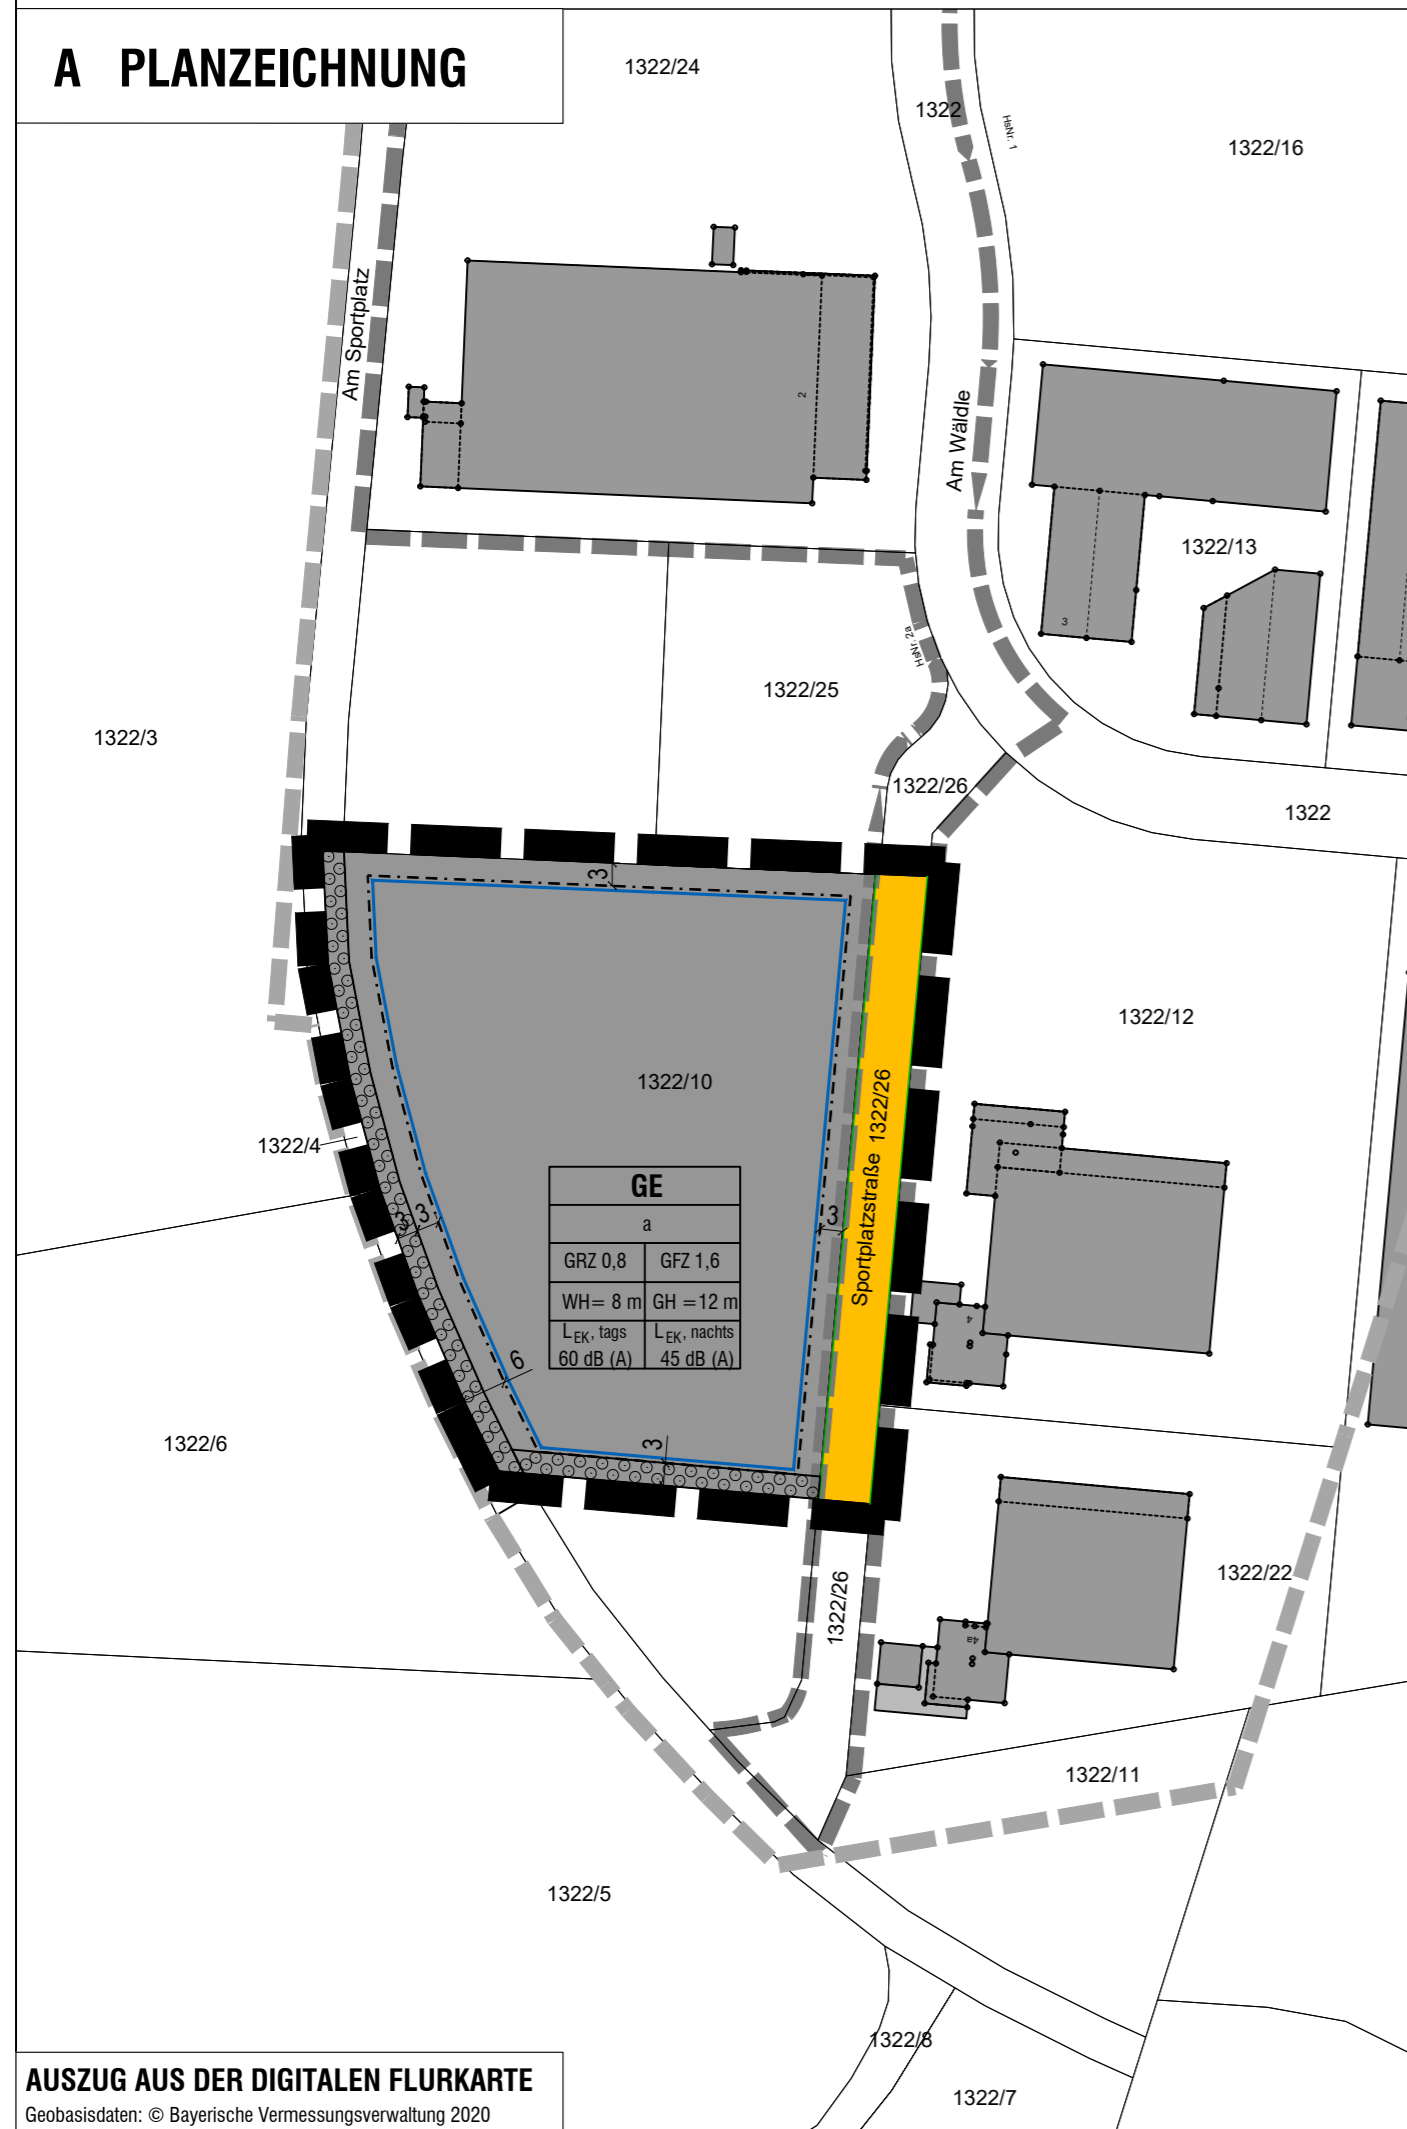 A PLANZEICHNUNG
1322/24
1322
HsNr. 1
1322/16
Am Sportplatz
2
Am Wäldle
1322/13
3
HsNr. 2a
1322/25
1322/3
1322/26
1322
3
1322/12
1322/10
1322/4
Sportplatzstraße 1322/26
GE
a
GRZ 0,8 GFZ 1,6
WH= 8 m GH =12 m
LEK, tags LEK, nachts
60 dB (A) 45 dB (A)
3
3
3
4
6
3
1322/6
1322/22
1322/26
4a
1322/11
1322/5
1322/8
1322/7
AUSZUG AUS DER DIGITALEN FLURKARTE
Geobasisdaten: © Bayerische Vermessungsverwaltung 2020